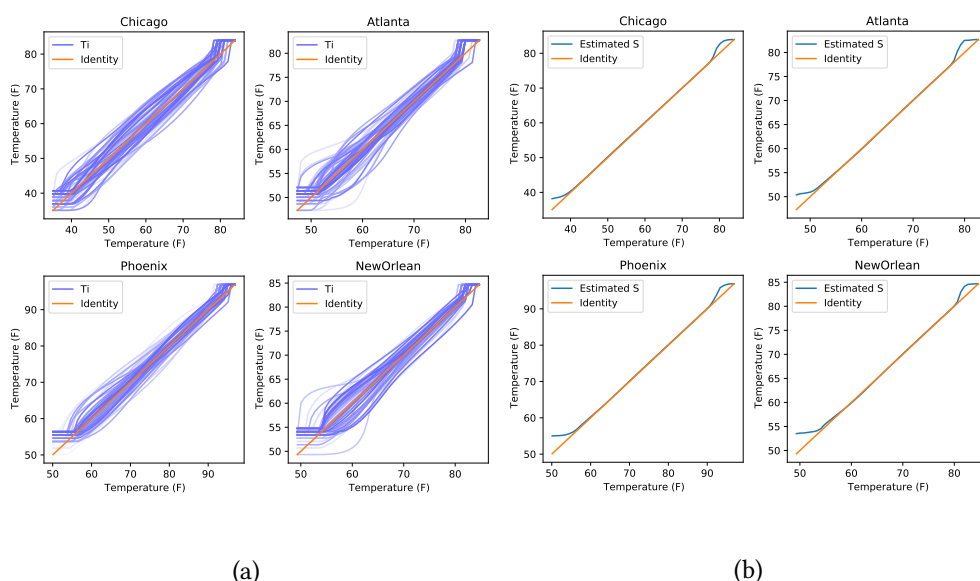 Chicago
Temperature (F)
80
70
60
50
40
Ti
Identity
40 50 60 70 80
Temperature (F)
Atlanta
Temperature (F)
80
75
70
65
60
55
50
Ti
Identity
50 60 70 80
Temperature (F)
Chicago
Temperature (F)
80
70
60
50
40
Estimated S
Identity
40 50 60 70 80
Temperature (F)
Atlanta
Temperature (F)
80
75
70
65
60
55
50
Estimated S
Identity
50 60 70 80
Temperature (F)
Phoenix
Temperature (F)
90
80
70
60
50
Ti
Identity
50 60 70 80 90
Temperature (F)
NewOrlean
Temperature (F)
85
80
75
70
65
60
55
50
Ti
Identity
50 60 70 80
Temperature (F)
Phoenix
Temperature (F)
90
80
70
60
50
Estimated S
Identity
50 60 70 80 90
Temperature (F)
NewOrlean
Temperature (F)
85
80
75
70
65
60
55
50
Estimated S
Identity
50 60 70 80
Temperature (F)
(a)
(b)